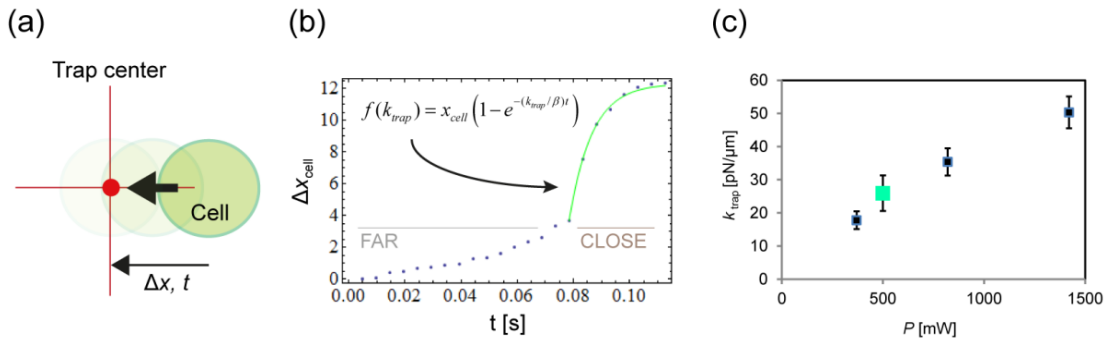 (a)
Trap center
Cell
Δx, t
(b)
Δx_cell
12
10
8
6
4
2
0
f(k_trap) = x_cell(1−e^−(k_trap/β)t)
FAR
CLOSE
0.00 0.02 0.04 0.06 0.08 0.10
t [s]
(c)
k_trap [pN/µm]
60
50
40
30
20
10
0
0 500 1000 1500
P [mW]